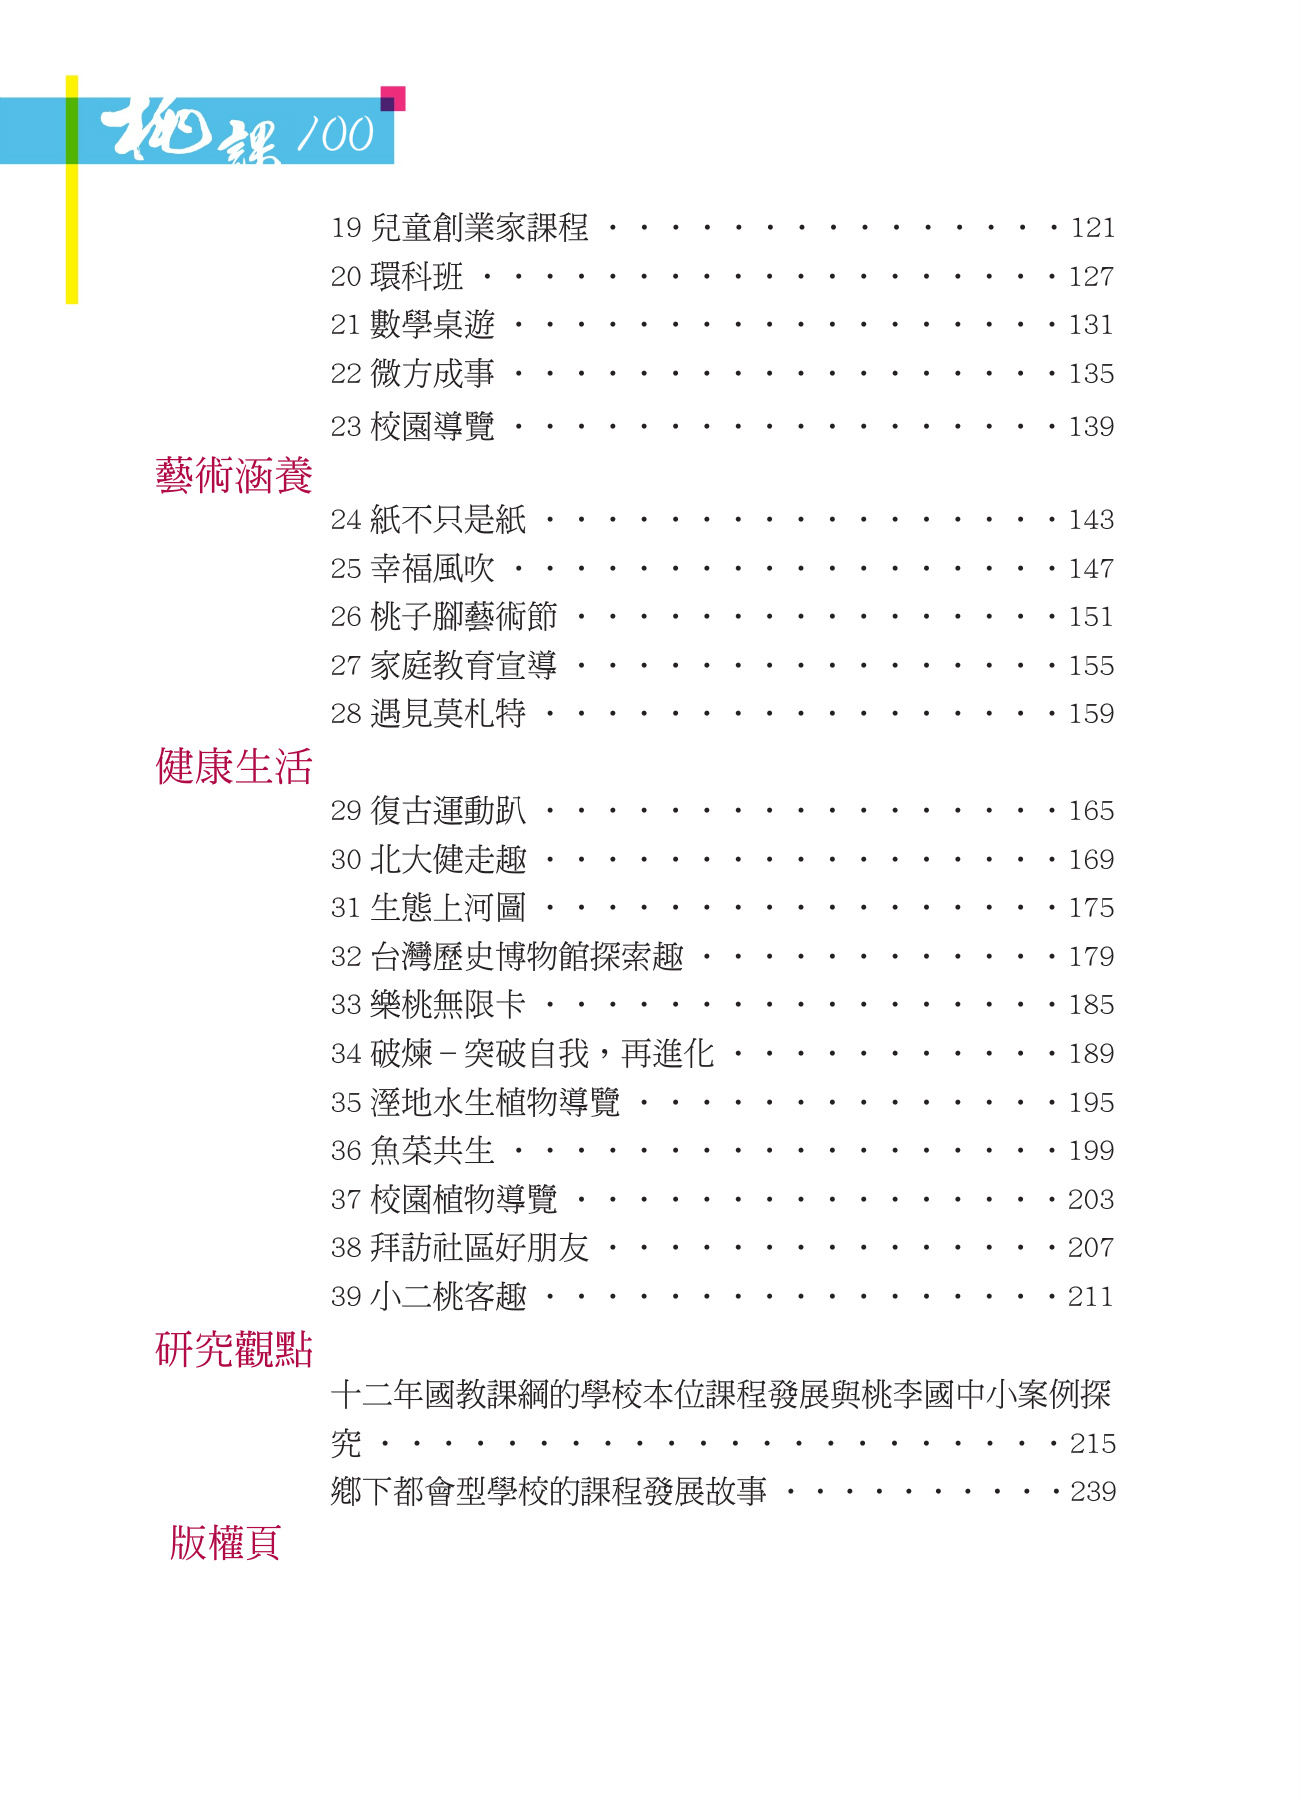 桃課100
19 兒童創業家課程 ・・・・・・・・・・・・・・・121
20 環科班 ・・・・・・・・・・・・・・・・・・・127
21 數學桌遊 ・・・・・・・・・・・・・・・・・・131
22 微方成事 ・・・・・・・・・・・・・・・・・・135
23 校園導覽 ・・・・・・・・・・・・・・・・・・139
藝術涵養
24 紙不只是紙 ・・・・・・・・・・・・・・・・・143
25 幸福風吹 ・・・・・・・・・・・・・・・・・・147
26 桃子腳藝術節 ・・・・・・・・・・・・・・・・151
27 家庭教育宣導 ・・・・・・・・・・・・・・・・155
28 遇見莫札特 ・・・・・・・・・・・・・・・・・159
健康生活
29 復古運動趴 ・・・・・・・・・・・・・・・・・165
30 北大健走趣 ・・・・・・・・・・・・・・・・・169
31 生態上河圖 ・・・・・・・・・・・・・・・・・175
32 台灣歷史博物館探索趣 ・・・・・・・・・・・・179
33 樂桃無限卡 ・・・・・・・・・・・・・・・・・185
34 破煉–突破自我，再進化 ・・・・・・・・・・・189
35 溼地水生植物導覽 ・・・・・・・・・・・・・・195
36 魚菜共生 ・・・・・・・・・・・・・・・・・・199
37 校園植物導覽 ・・・・・・・・・・・・・・・・203
38 拜訪社區好朋友 ・・・・・・・・・・・・・・・207
39 小二桃客趣 ・・・・・・・・・・・・・・・・・211
研究觀點
十二年國教課綱的學校本位課程發展與桃李國中小案例探
究 ・・・・・・・・・・・・・・・・・・・・・・215
鄉下都會型學校的課程發展故事 ・・・・・・・・・・239
版權頁